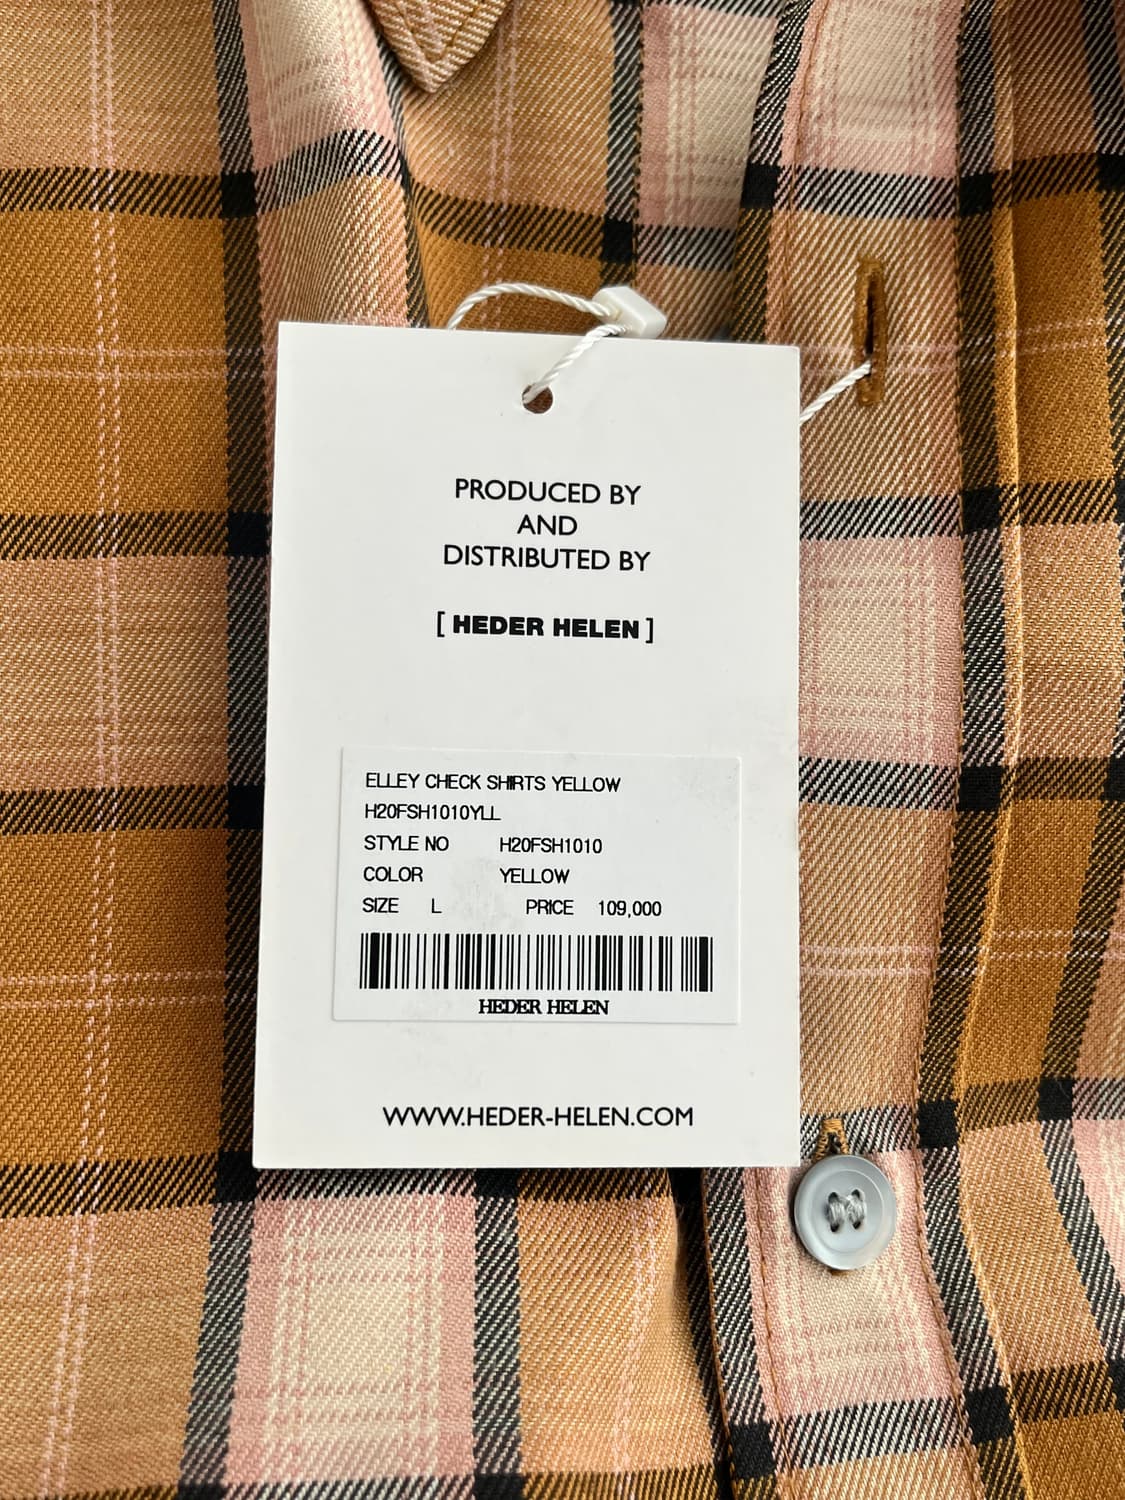 PRODUCED BY
AND
DISTRIBUTED BY
[ HEDER HELEN ]
ELLEY CHECK SHIRTS YELLOW
H20FSH1010YLL
STYLE NO H20FSH1010
COLOR YELLOW
SIZE L PRICE 109,000
HEDER HELEN
WWW.HEDER-HELEN.COM